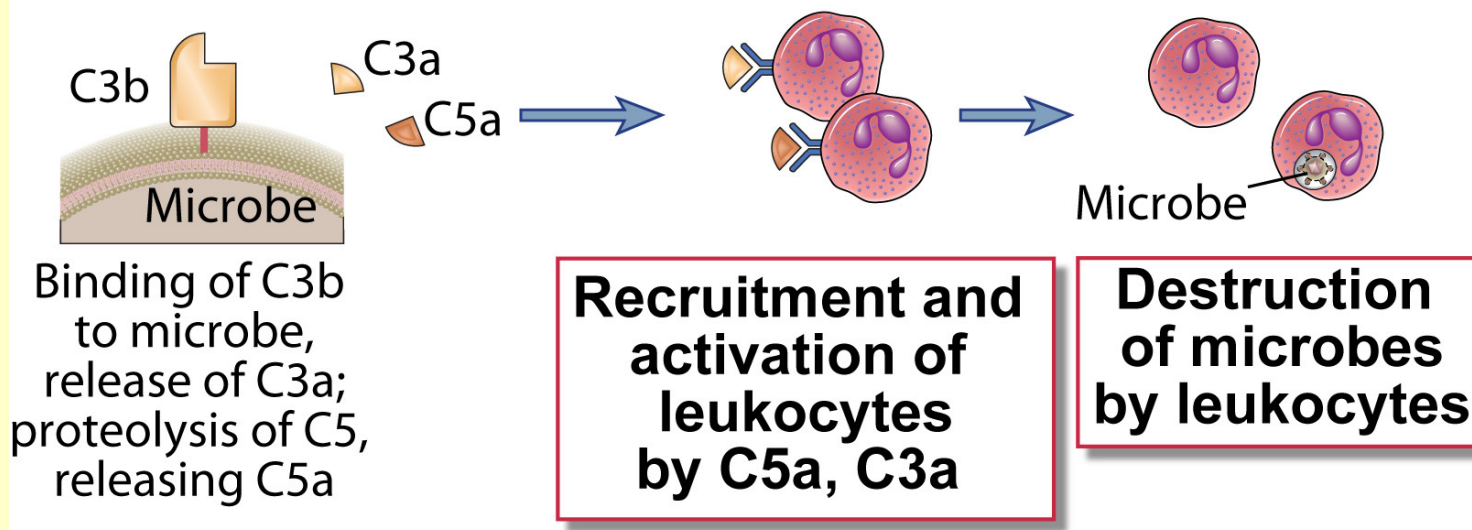 C3b
C3a
C5a
Microbe
Microbe
Binding of C3b
to microbe,
release of C3a;
proteolysis of C5,
releasing C5a
Recruitment and
activation of
leukocytes
by C5a, C3a
Destruction
of microbes
by leukocytes